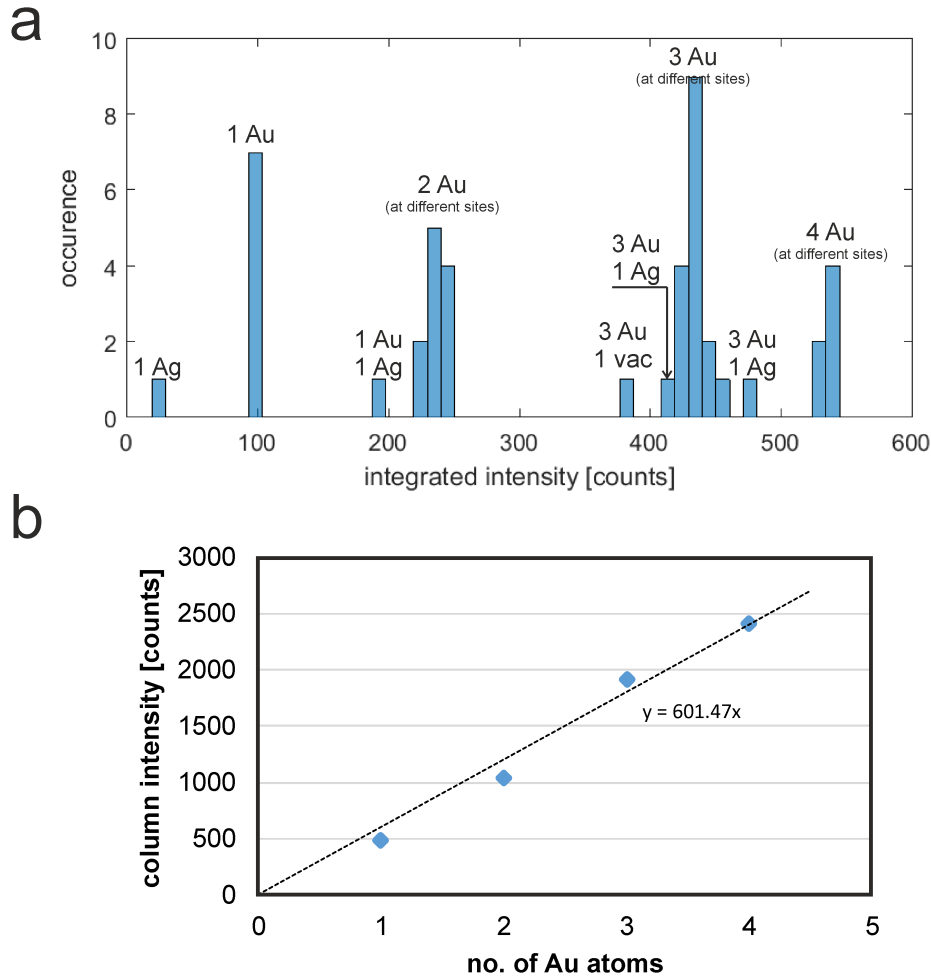 a
10
8
6
4
2
0
occurence
1 Ag
1 Au
1 Au
1 Ag
2 Au
(at different sites)
3 Au
1 vac
3 Au
1 Ag
3 Au
(at different sites)
3 Au
1 Ag
4 Au
(at different sites)
0 100 200 300 400 500 600
integrated intensity [counts]
b
3000
2500
2000
1500
1000
500
0
column intensity [counts]
y = 601.47x
0 1 2 3 4 5
no. of Au atoms